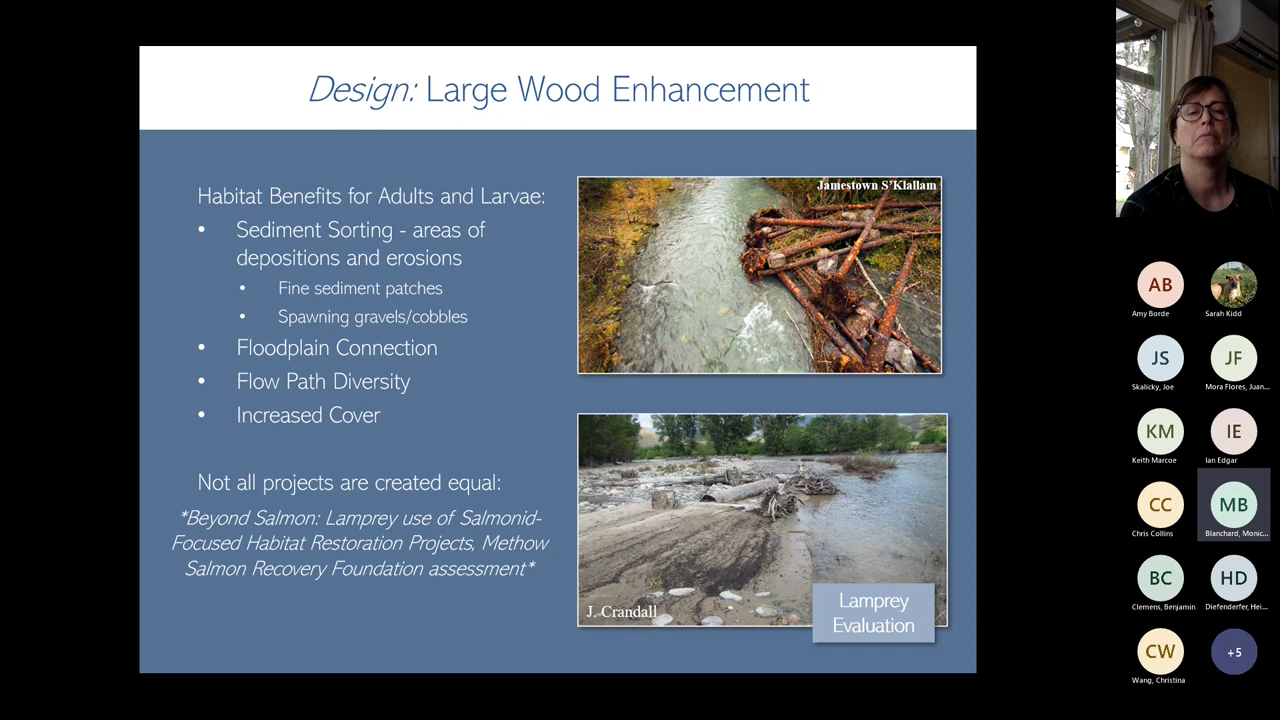 Design: Large Wood Enhancement
Habitat Benefits for Adults and Larvae:
• Sediment Sorting - areas of
depositions and erosions
• Fine sediment patches
• Spawning gravels/cobbles
• Floodplain Connection
• Flow Path Diversity
• Increased Cover
Not all projects are created equal:
*Beyond Salmon: Lamprey use of Salmonid-
Focused Habitat Restoration Projects, Methow
Salmon Recovery Foundation assessment*
Jamestown S'Klallam
J. Crandall
Lamprey
Evaluation
AB
Amy Borde
Sarah Kidd
JS
Skalicky, Joe
JF
Mora Flores, Juan...
KM
Keith Marcoe
IE
Ian Edgar
CC
Chris Collins
MB
Blanchard, Monic...
BC
Clemens, Benjamin
HD
Diefenderfer, Hei...
CW
Wang, Christina
+5